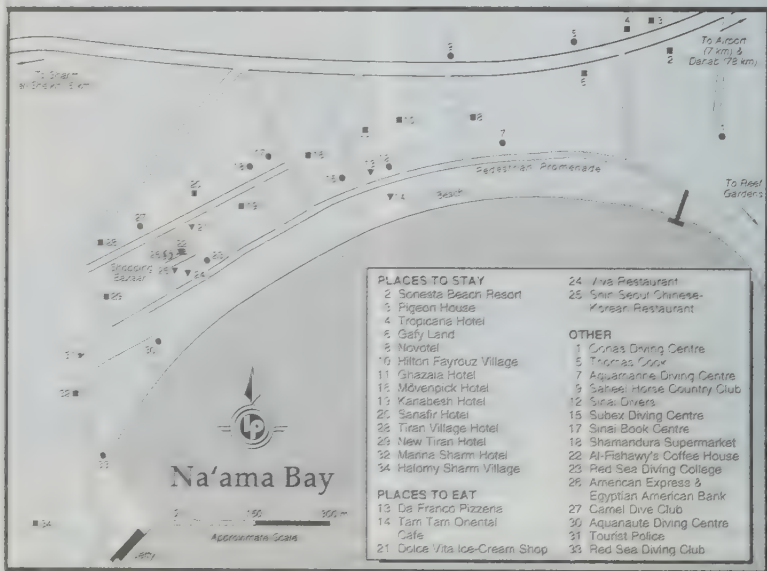 To Airport
(7 km) &
Dahab (78 km)
To Sharm
el-Sheikh
To Reef
Gardens
Pedestrian Promenade
Beach
Shopping
Bazaar
Jetty
Na'ama Bay
300 m
Approximate Scale
PLACES TO STAY
2 Sonesta Beach Resort
3 Pigeon House
4 Tropicana Hotel
6 Gafy Land
8 Novotel
10 Hilton Fayrouz Village
11 Ghazala Hotel
Mövenpick Hotel
19 Kanabesh Hotel
20 Sanafir Hotel
28 Tiran Village Hotel
29 New Tiran Hotel
32 Marina Sharm Hotel
34 Halomy Sharm Village
PLACES TO EAT
13 Da Franco Pizzeria
14 Tam Tam Oriental
Cafe
21 Dolce Vita Ice-Cream Shop
24 Viva Restaurant
25 Shin Seoul Chinese-
Korean Restaurant
OTHER
1 Oonas Diving Centre
5 Thomas Cook
7 Aquamarine Diving Centre
9 Saheel Horse Country Club
12 Sinai Divers
15 Subex Diving Centre
17 Sinai Book Centre
18 Shamandura Supermarket
22 Al-Fishawy's Coffee House
23 Red Sea Diving College
26 American Express &
Egyptian American Bank
27 Camel Dive Club
30 Aquanaute Diving Centre
31 Tourist Police
33 Red Sea Diving Club